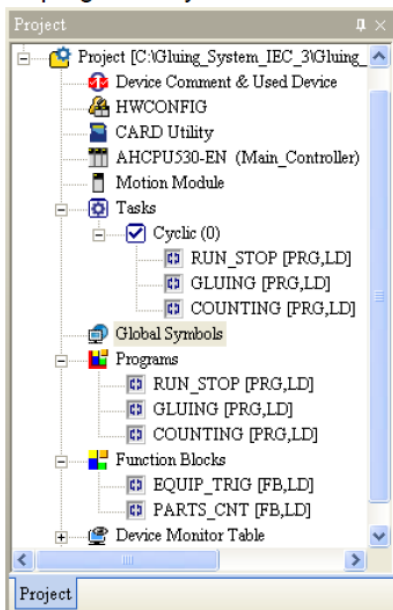 Project
Project [C:\Gluing_System_IEC_3\Gluing_
Device Comment & Used Device
HWCONFIG
CARD Utility
AHCPU530-EN (Main_Controller)
Motion Module
Tasks
Cyclic (0)
RUN_STOP [PRG,LD]
GLUING [PRG,LD]
COUNTING [PRG,LD]
Global Symbols
Programs
RUN_STOP [PRG,LD]
GLUING [PRG,LD]
COUNTING [PRG,LD]
Function Blocks
EQUIP_TRIG [FB,LD]
PARTS_CNT [FB,LD]
Device Monitor Table
Project